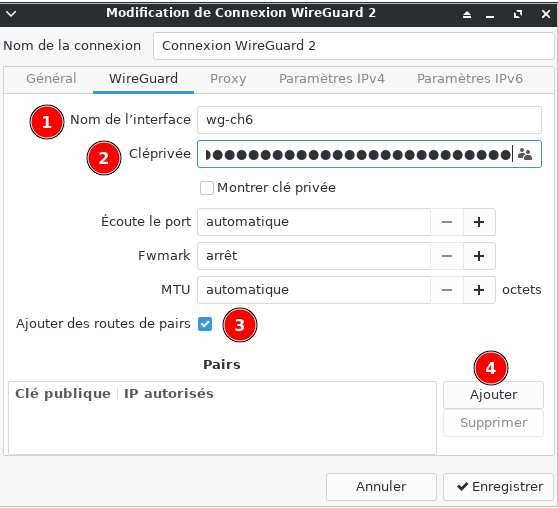 Modification de Connexion WireGuard 2
Nom de la connexion Connexion WireGuard 2
Général WireGuard Proxy Paramètres IPv4 Paramètres IPv6
1 Nom de l’interface wg-ch6
2 Cléprivée ●●●●●●●●●●●●●●●●●●●●●●●●●●
Montrer clé privée
Écoute le port automatique − +
Fwmark arrêt − +
MTU automatique − + octets
Ajouter des routes de pairs 3
Pairs 4
Clé publique IP autorisés Ajouter
Supprimer
Annuler Enregistrer